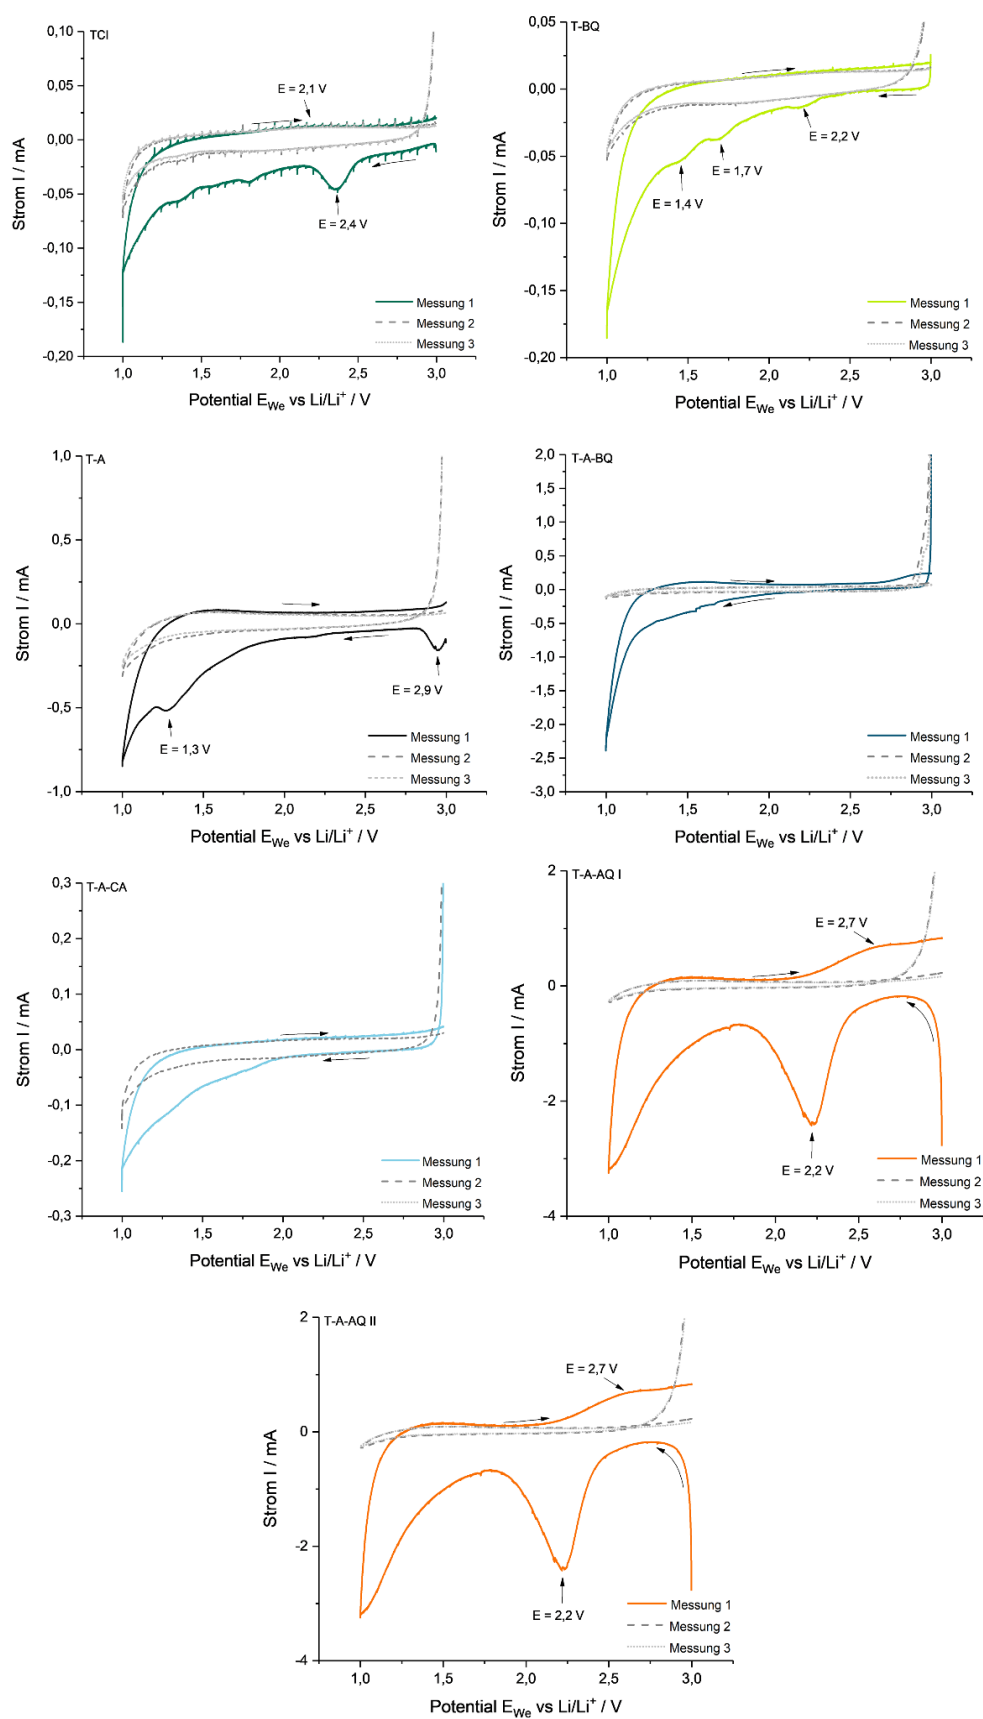 TCI
0,10
0,05
0,00
-0,05
-0,10
-0,15
-0,20
Strom I / mA
E = 2,1 V
E = 2,4 V
Messung 1
Messung 2
Messung 3
1,0 1,5 2,0 2,5 3,0
Potential E_We vs Li/Li⁺ / V
T-BQ
0,05
0,00
-0,05
-0,10
-0,15
-0,20
Strom I / mA
E = 2,2 V
E = 1,7 V
E = 1,4 V
Messung 1
Messung 2
Messung 3
1,0 1,5 2,0 2,5 3,0
Potential E_We vs Li/Li⁺ / V
T-A
1,0
0,5
0,0
-0,5
-1,0
Strom I / mA
E = 2,9 V
E = 1,3 V
Messung 1
Messung 2
Messung 3
1,0 1,5 2,0 2,5 3,0
Potential E_We vs Li/Li⁺ / V
T-A-BQ
2,0
1,5
1,0
0,5
0,0
-0,5
-1,0
-1,5
-2,0
-2,5
-3,0
Strom I / mA
Messung 1
Messung 2
Messung 3
1,0 1,5 2,0 2,5 3,0
Potential E_We vs Li/Li⁺ / V
T-A-CA
0,3
0,2
0,1
0,0
-0,1
-0,2
-0,3
Strom I / mA
Messung 1
Messung 2
Messung 3
1,0 1,5 2,0 2,5 3,0
Potential E_We vs Li/Li⁺ / V
T-A-AQ I
2
0
-2
-4
Strom I / mA
E = 2,7 V
E = 2,2 V
Messung 1
Messung 2
Messung 3
1,0 1,5 2,0 2,5 3,0
Potential E_We vs Li/Li⁺ / V
T-A-AQ II
2
0
-2
-4
Strom I / mA
E = 2,7 V
E = 2,2 V
Messung 1
Messung 2
Messung 3
1,0 1,5 2,0 2,5 3,0
Potential E_We vs Li/Li⁺ / V